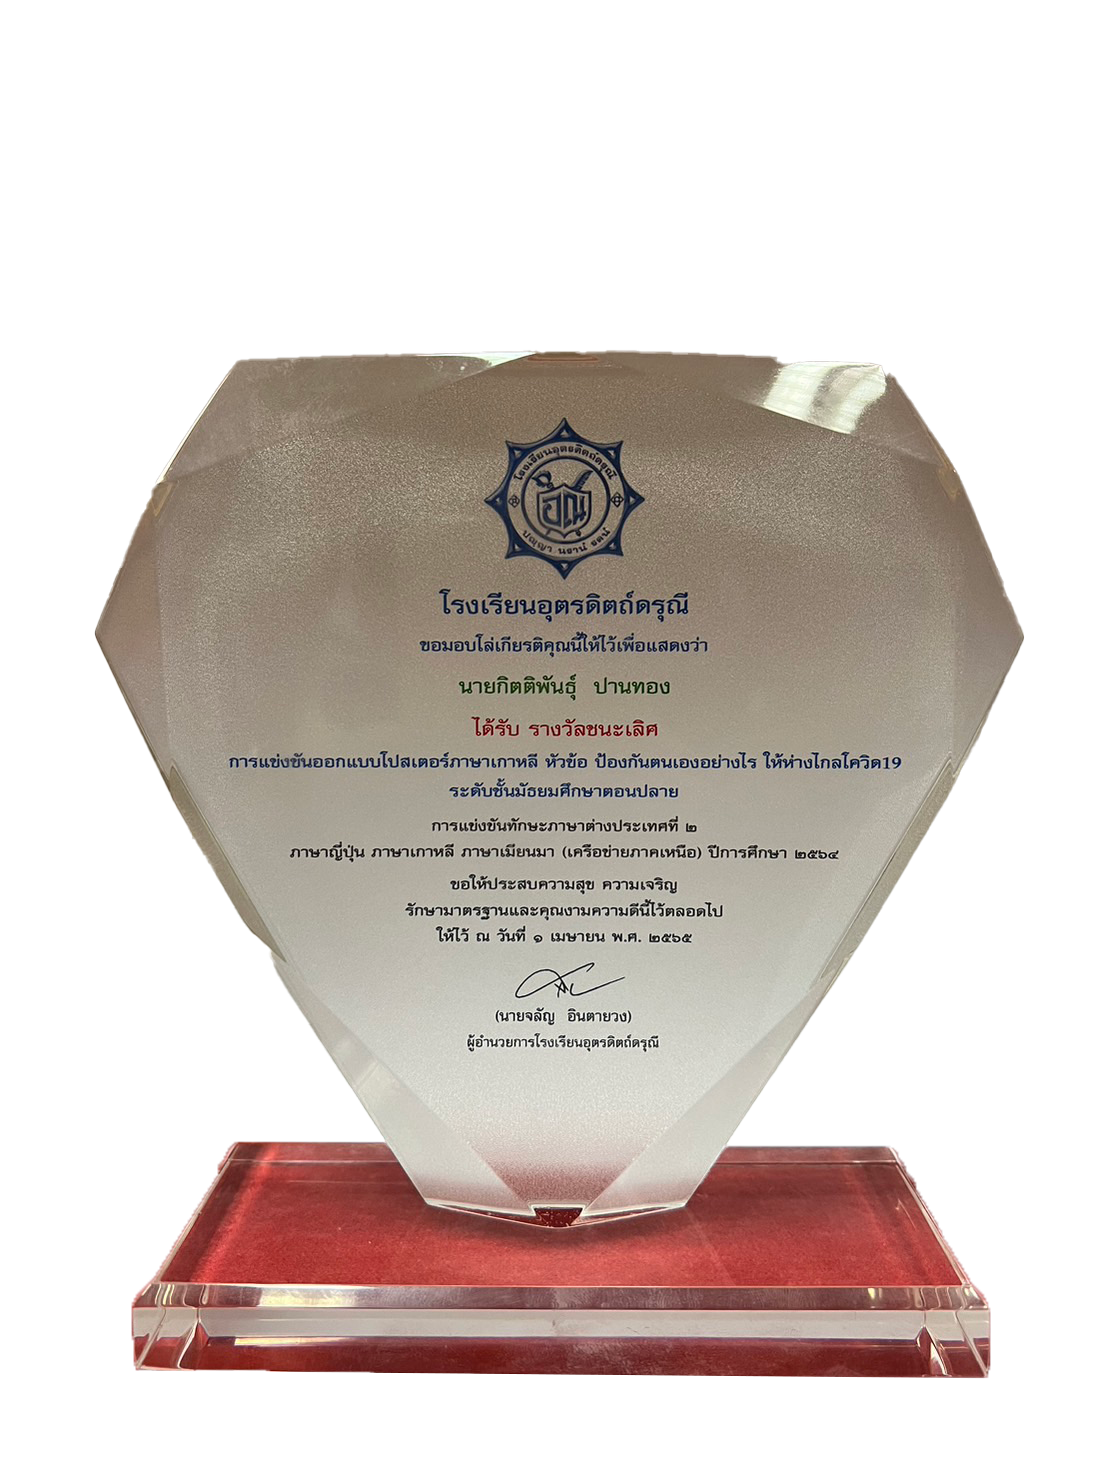 โรงเรียนอุตรดิตถ์ดรุณี
อ.ด.ณ
ปญฺญา นรานํ รตนํ
โรงเรียนอุตรดิตถ์ดรุณี
ขอมอบโล่เกียรติคุณนี้ให้ไว้เพื่อแสดงว่า
นายกิตติพันธุ์ ปานทอง
ได้รับ รางวัลชนะเลิศ
การแข่งขันออกแบบโปสเตอร์ภาษาเกาหลี หัวข้อ ป้องกันตนเองอย่างไร ให้ห่างไกลโควิด19
ระดับชั้นมัธยมศึกษาตอนปลาย
การแข่งขันทักษะภาษาต่างประเทศที่ ๒
ภาษาญี่ปุ่น ภาษาเกาหลี ภาษาเมียนมา (เครือข่ายภาคเหนือ) ปีการศึกษา ๒๕๖๔
ขอให้ประสบความสุข ความเจริญ
รักษามาตรฐานและคุณงามความดีนี้ไว้ตลอดไป
ให้ไว้ ณ วันที่ ๑ เมษายน พ.ศ. ๒๕๖๕
(นายจลัญ อินตายวง)
ผู้อำนวยการโรงเรียนอุตรดิตถ์ดรุณี